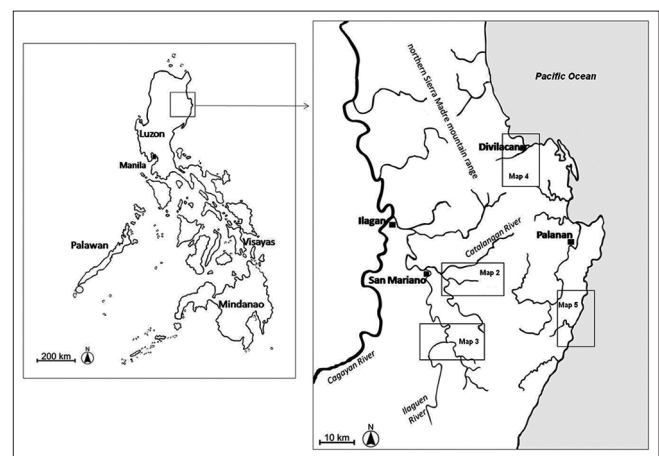 Luzon
Manila
Palawan
Visayas
Mindanao
N
200 km
Pacific Ocean
northern Sierra Madre mountain range
Divilacan
Map 4
Ilagan
Catalangan River
Palanan
San Mariano
Map 2
Map 5
Map 3
Cagayan River
Ilaguen
River
10 km
N